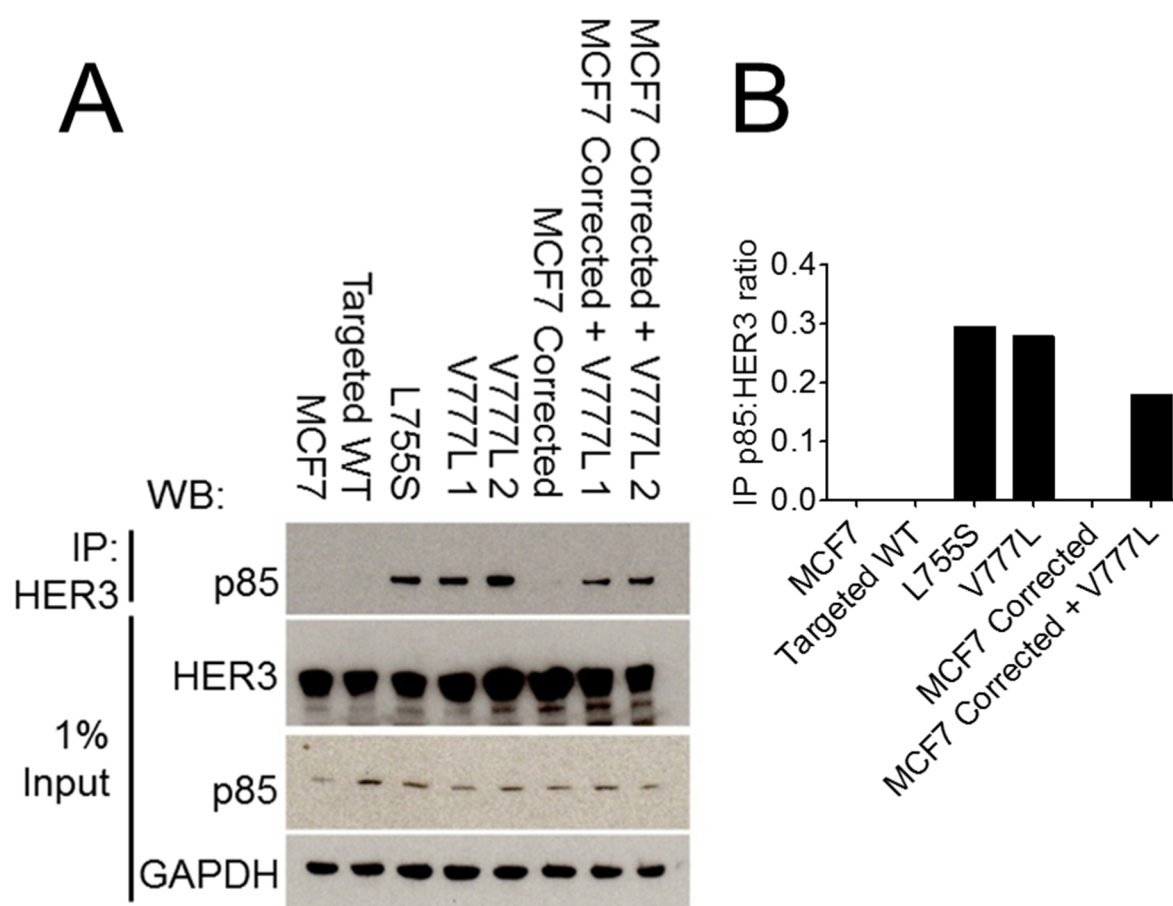 A
MCF7
Targeted WT
L755S
V777L 1
V777L 2
MCF7 Corrected
MCF7 Corrected + V777L 1
MCF7 Corrected + V777L 2
WB:
IP:
HER3
p85
HER3
1%
Input
p85
GAPDH
B
IP p85:HER3 ratio
0.4
0.3
0.2
0.1
0.0
MCF7
Targeted WT
L755S
V777L
MCF7 Corrected
MCF7 Corrected + V777L